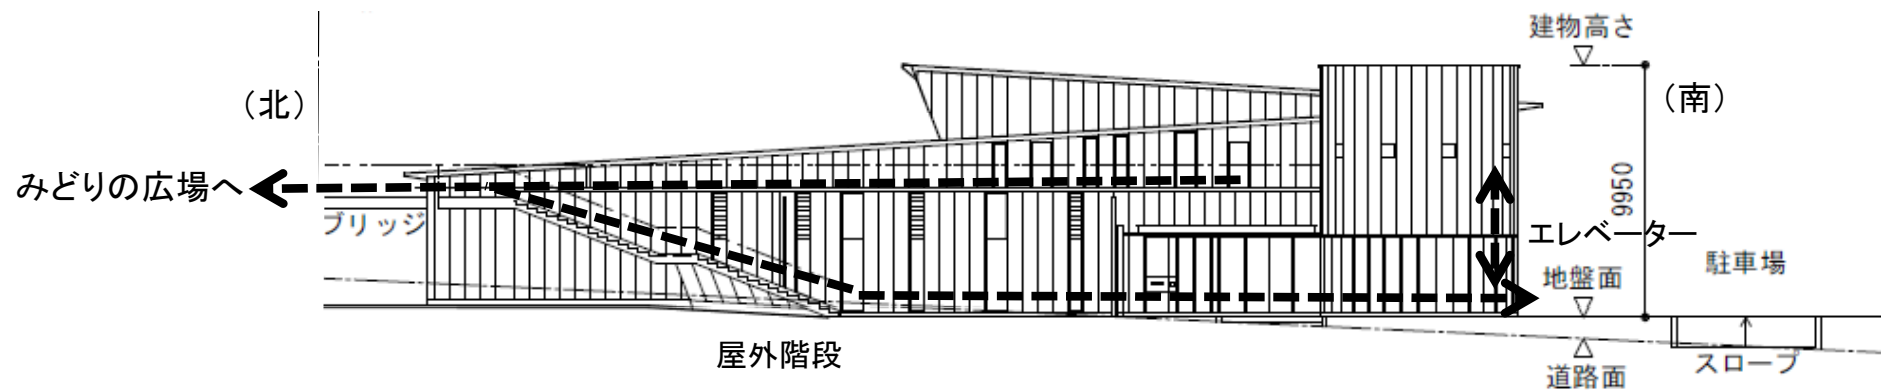 建物高さ
（北）
（南）
みどりの広場へ
ブリッジ
9950
エレベーター
駐車場
地盤面
屋外階段
スロープ
道路面